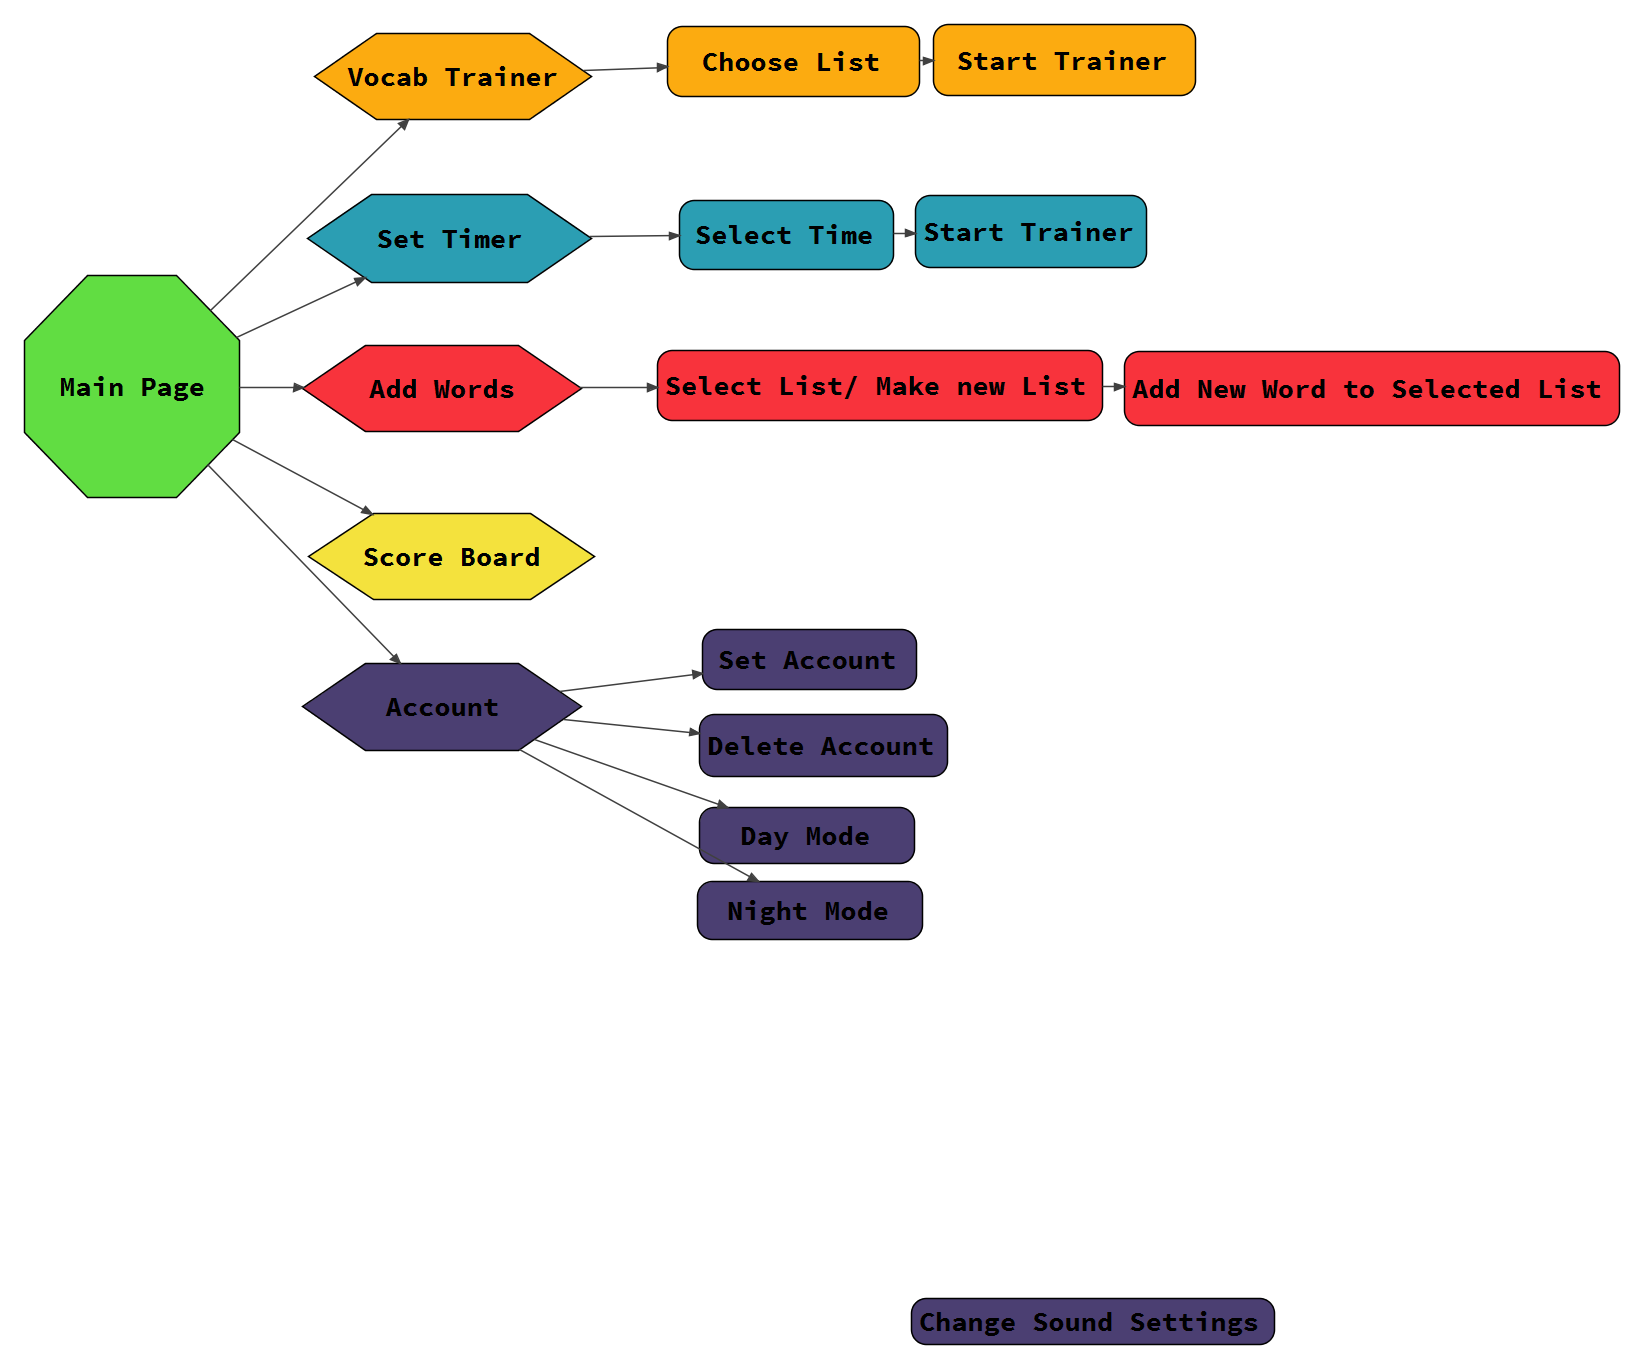 Vocab Trainer
Choose List
Start Trainer
Set Timer
Select Time
Start Trainer
Main Page
Add Words
Select List/ Make new List
Add New Word to Selected List
Score Board
Account
Set Account
Delete Account
Day Mode
Night Mode
Change Sound Settings